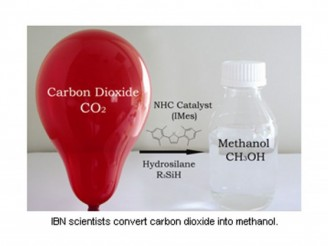 Carbon Dioxide
CO₂
NHC Catalyst
(IMes)
Hydrosilane
R₃SiH
Methanol
CH₃OH
IBN scientists convert carbon dioxide into methanol.